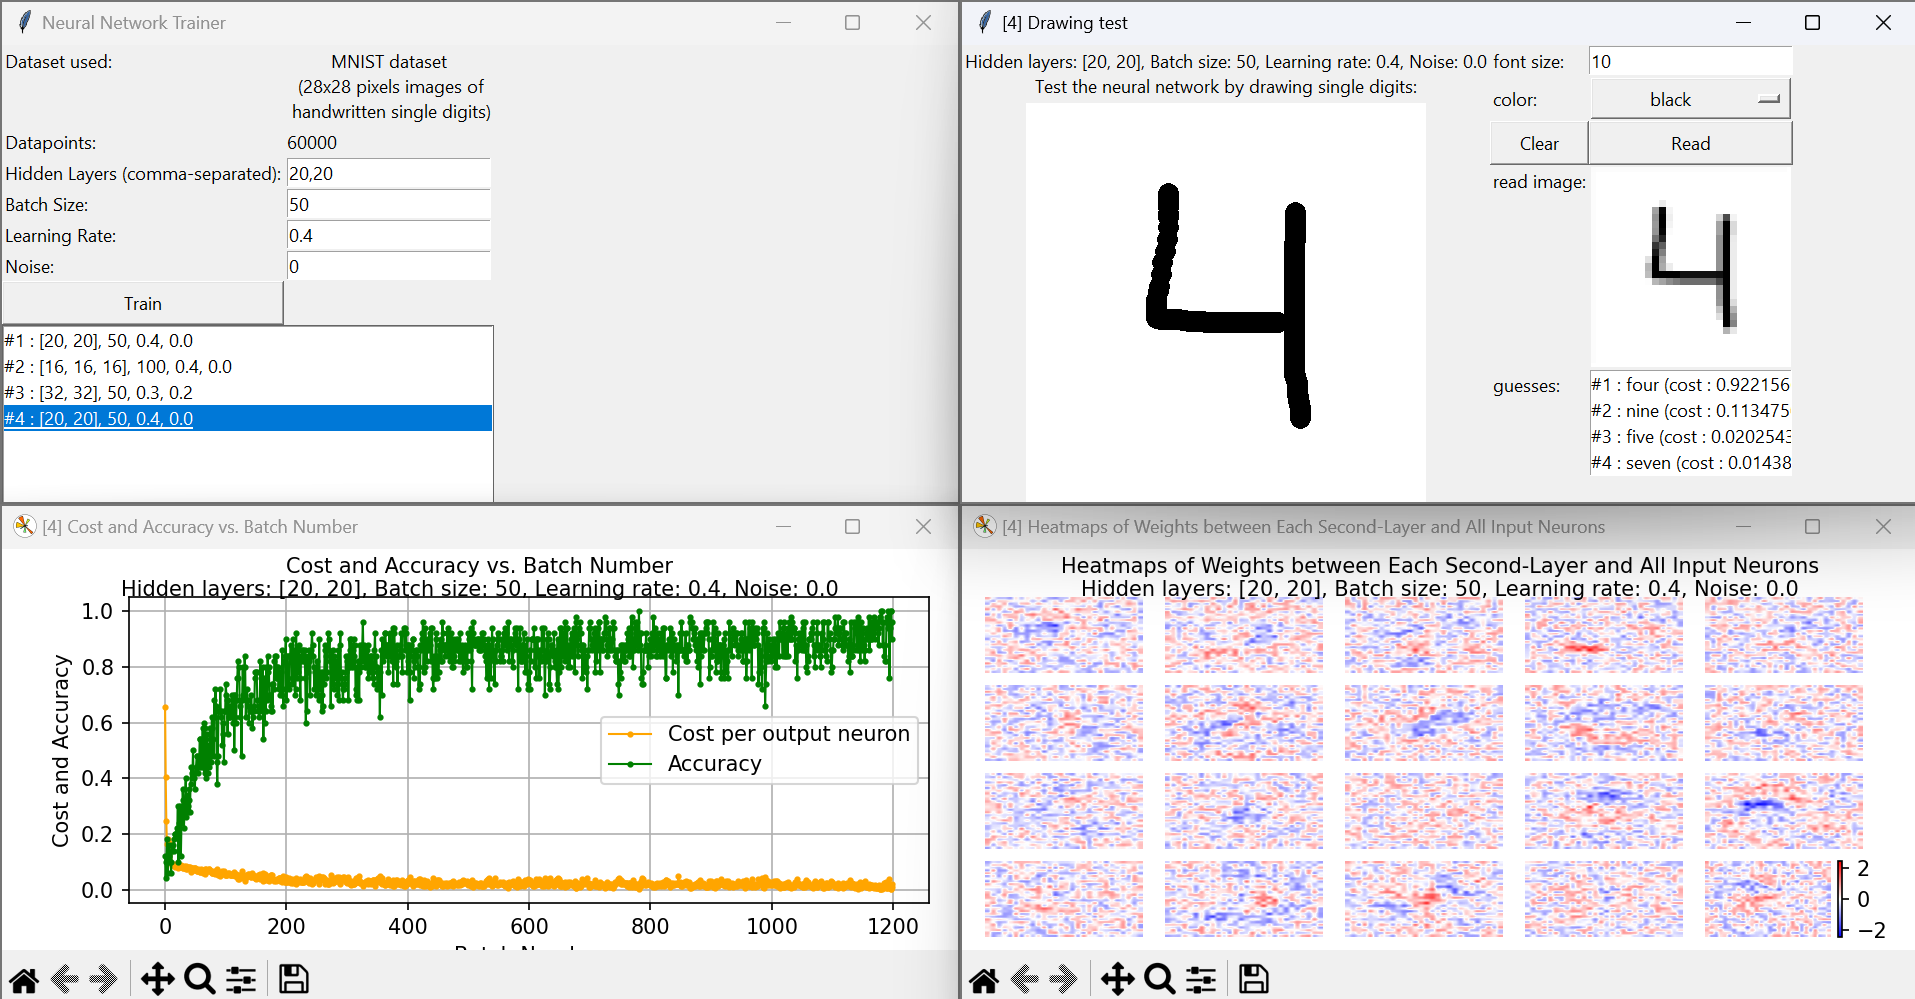 Neural Network Trainer
Dataset used:
MNIST dataset
(28x28 pixels images of
handwritten single digits)
Datapoints: 60000
Hidden Layers (comma-separated): 20,20
Batch Size: 50
Learning Rate: 0.4
Noise: 0
Train
#1 : [20, 20], 50, 0.4, 0.0
#2 : [16, 16, 16], 100, 0.4, 0.0
#3 : [32, 32], 50, 0.3, 0.2
#4 : [20, 20], 50, 0.4, 0.0
[4] Drawing test
Hidden layers: [20, 20], Batch size: 50, Learning rate: 0.4, Noise: 0.0
Test the neural network by drawing single digits:
4
font size: 10
color: black
Clear Read
read image: 4
guesses:
#1 : four (cost : 0.922156
#2 : nine (cost : 0.113475
#3 : five (cost : 0.0202543
#4 : seven (cost : 0.01438
[4] Cost and Accuracy vs. Batch Number
Cost and Accuracy vs. Batch Number
Hidden layers: [20, 20], Batch size: 50, Learning rate: 0.4, Noise: 0.0
Cost and Accuracy
1.0
0.8
0.6
0.4
0.2
0.0
Cost per output neuron
Accuracy
0 200 400 600 800 1000 1200
[4] Heatmaps of Weights between Each Second-Layer and All Input Neurons
Heatmaps of Weights between Each Second-Layer and All Input Neurons
Hidden layers: [20, 20], Batch size: 50, Learning rate: 0.4, Noise: 0.0
2
0
−2